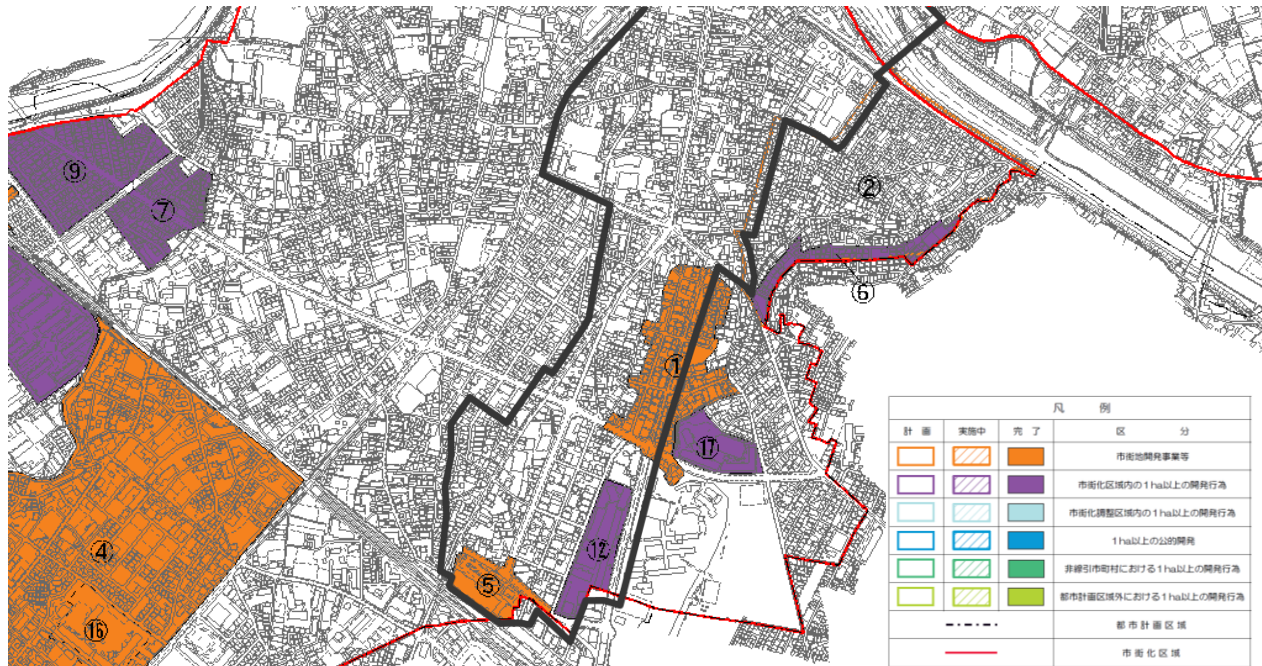 ⑨
⑦
②
⑥
①
⑰
⑫
⑤
④
⑯
凡 例
計 画 実施中 完 了 区 分
市街地開発事業等
市街化区域内の1ha以上の開発行為
市街化調整区域内の1ha以上の開発行為
1ha以上の公的開発
非線引市町村における1ha以上の開発行為
都市計画区域外における1ha以上の開発行為
都市計画区域
市街化区域